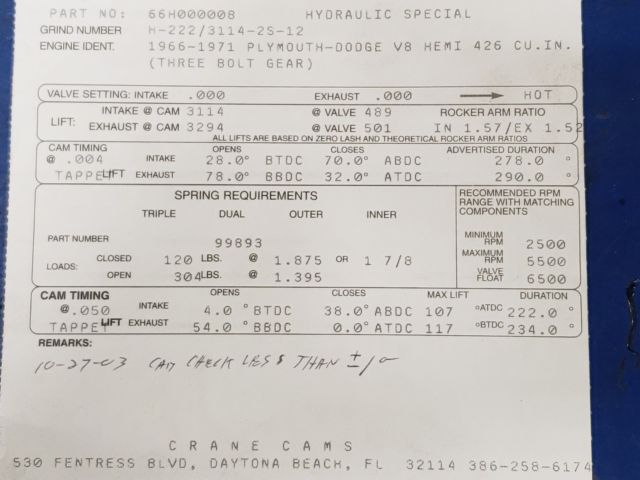 PART NO: 66H000008 HYDRAULIC SPECIAL
GRIND NUMBER H-222/3114-2S-12
ENGINE IDENT. 1966-1971 PLYMOUTH-DODGE V8 HEMI 426 CU.IN.
(THREE BOLT GEAR)
VALVE SETTING: INTAKE .000 EXHAUST .000 HOT
LIFT: INTAKE @ CAM 3114 @ VALVE 489 ROCKER ARM RATIO
EXHAUST @ CAM 3294 @ VALVE 501 IN 1.57/EX 1.52
ALL LIFTS ARE BASED ON ZERO LASH AND THEORETICAL ROCKER ARM RATIOS
CAM TIMING OPENS CLOSES ADVERTISED DURATION
@ .004 INTAKE 28.0° BTDC 70.0° ABDC 278.0 °
TAPPET LIFT EXHAUST 78.0° BBDC 32.0° ATDC 290.0 °
SPRING REQUIREMENTS RECOMMENDED RPM RANGE WITH MATCHING COMPONENTS
TRIPLE DUAL OUTER INNER
PART NUMBER 99893 MINIMUM RPM 2500
LOADS: CLOSED 120 LBS. @ 1.875 OR 1 7/8 MAXIMUM RPM 5500
OPEN 304 LBS. @ 1.395 VALVE FLOAT 6500
CAM TIMING OPENS CLOSES MAX LIFT DURATION
@.050 INTAKE 4.0 ° BTDC 38.0° ABDC 107 °ATDC 222.0 °
TAPPET LIFT EXHAUST 54.0 ° BBDC 0.0° ATDC 117 °BTDC 234.0 °
REMARKS:
10-27-03 CAM CHECK LESS THAN ±1°
CRANE CAMS
530 FENTRESS BLVD, DAYTONA BEACH, FL 32114 386-258-6174